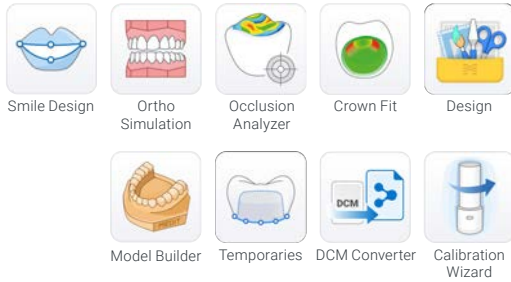 Smile Design
Ortho
Simulation
Occlusion
Analyzer
Crown Fit
Design
DCM
Model Builder
Temporaries
DCM Converter
Calibration
Wizard